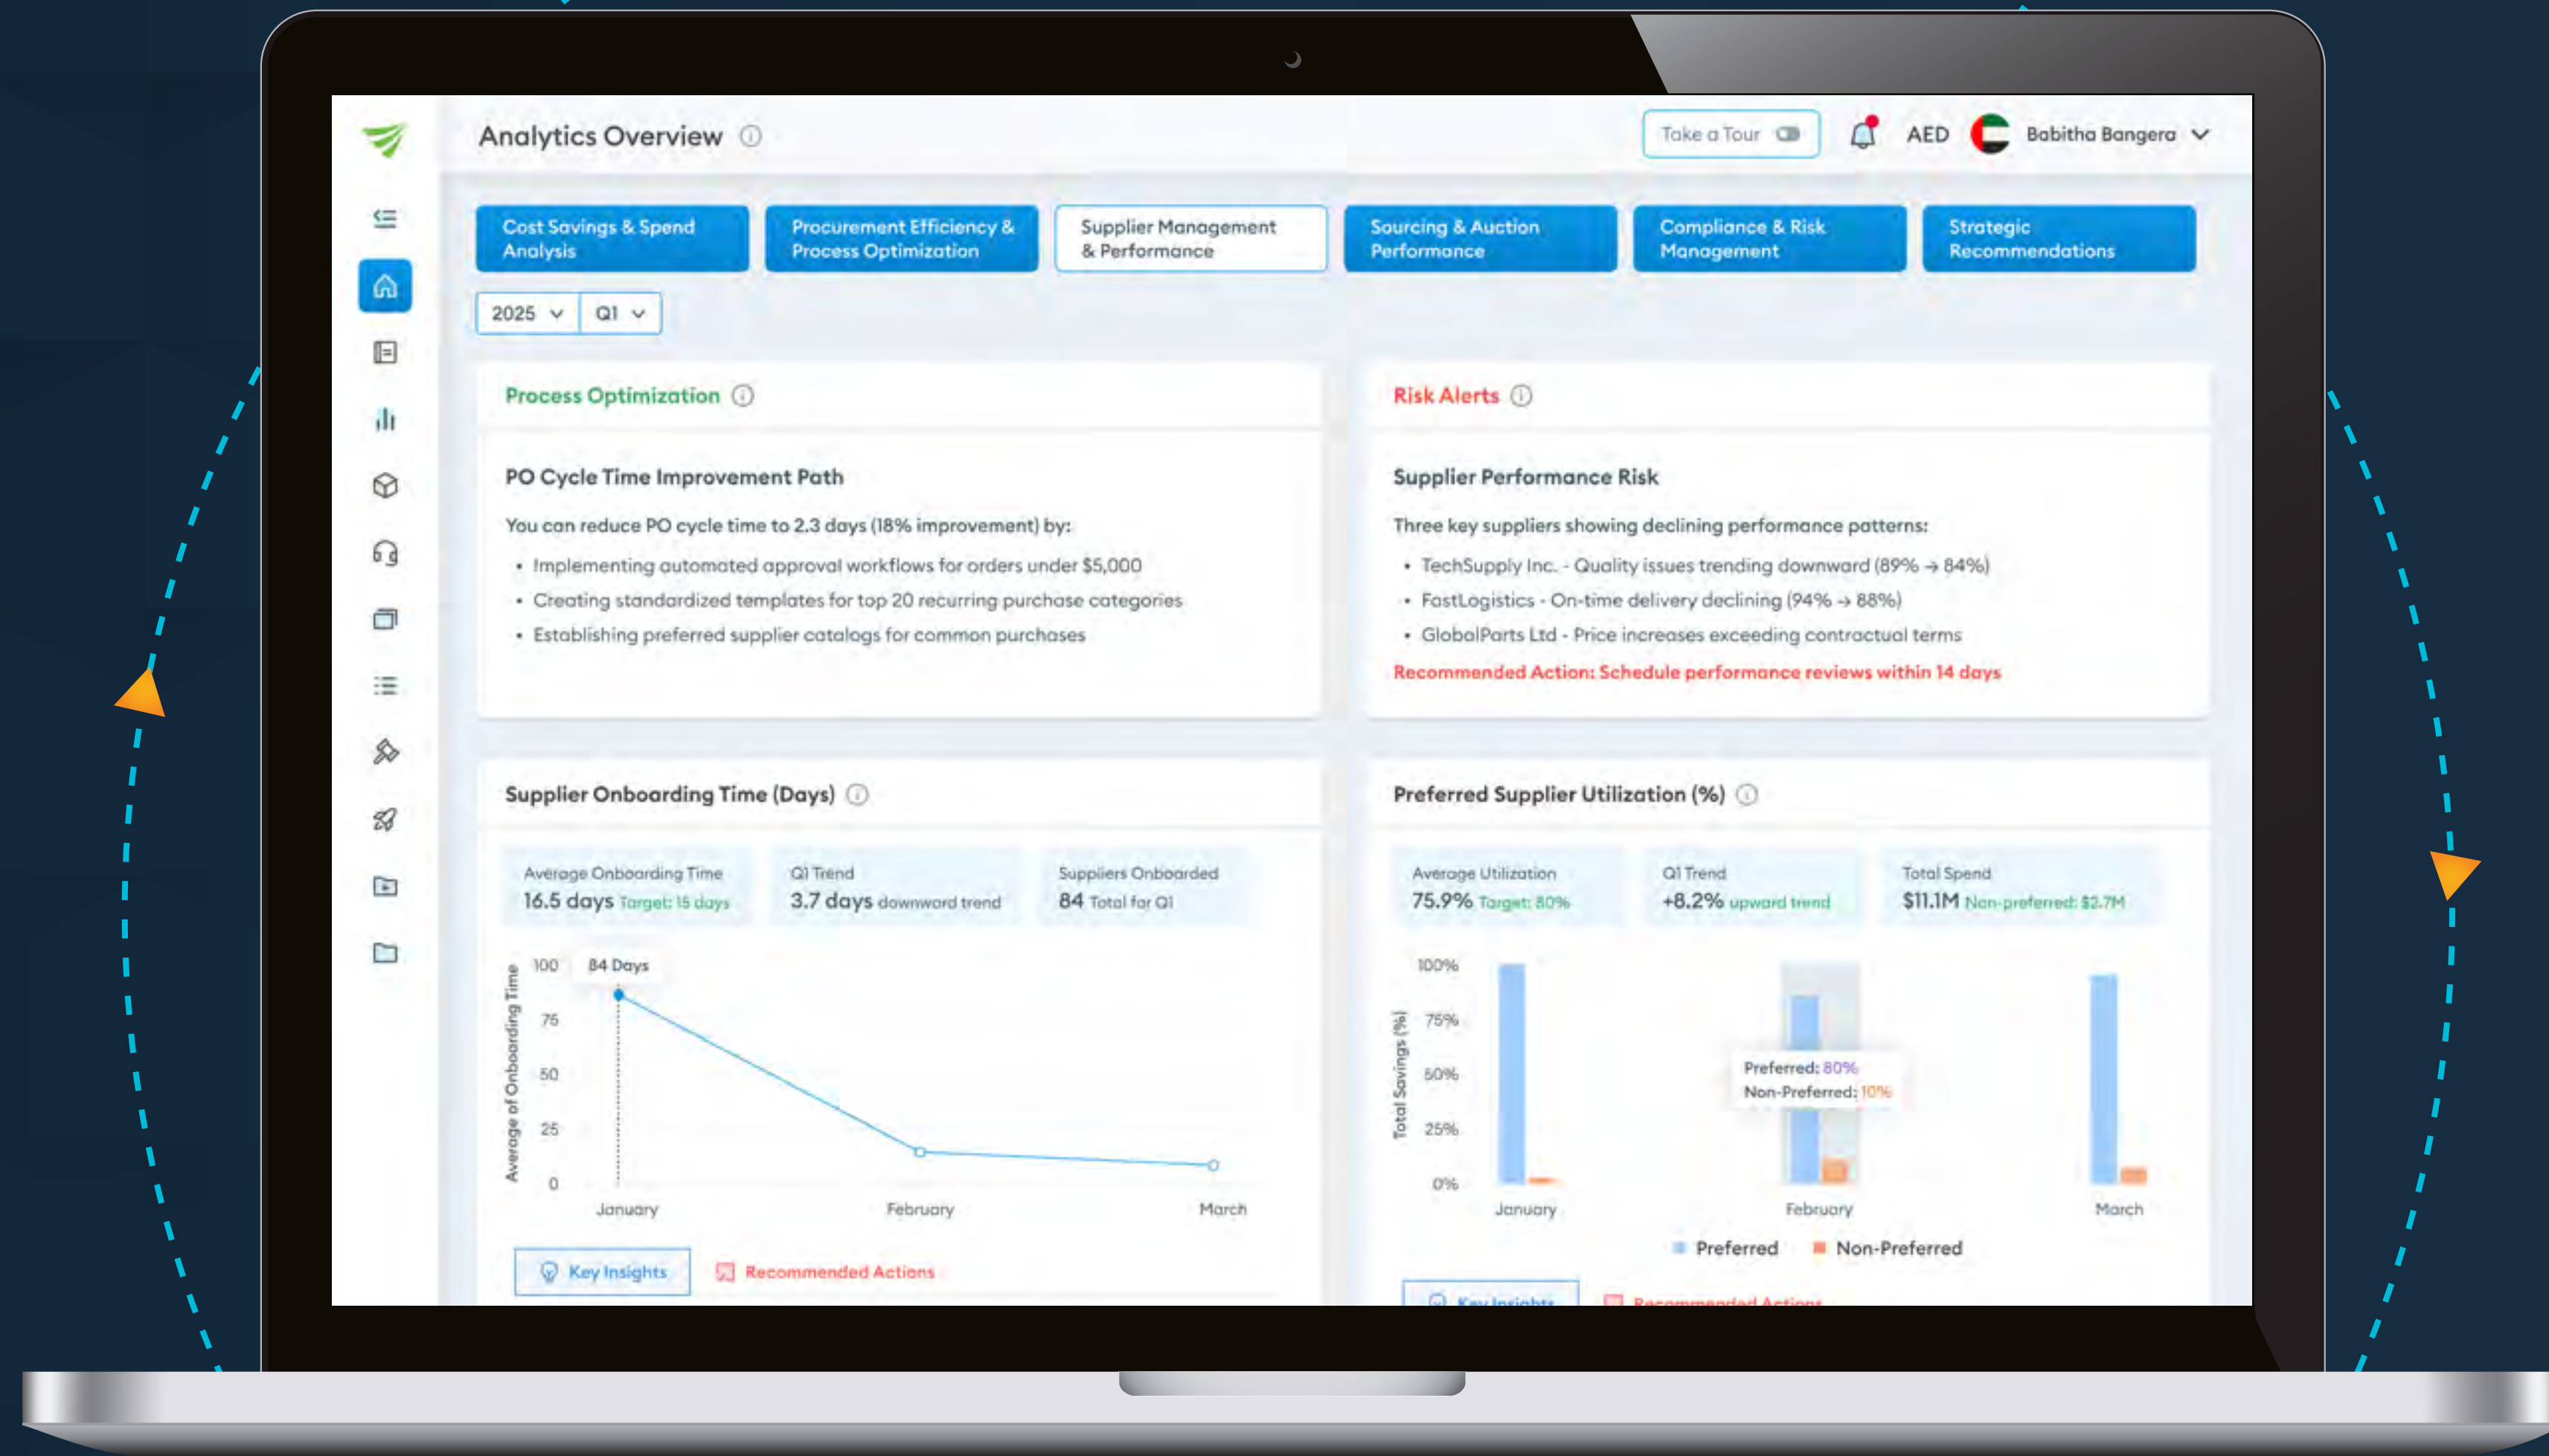 Analytics Overview
Take a Tour
AED
Babitha Bangera
Cost Savings & Spend
Analysis
Procurement Efficiency &
Process Optimization
Supplier Management
& Performance
Sourcing & Auction
Performance
Compliance & Risk
Management
Strategic
Recommendations
2025
Q1
Process Optimization
PO Cycle Time Improvement Path
You can reduce PO cycle time to 2.3 days (18% improvement) by:
• Implementing automated approval workflows for orders under $5,000
• Creating standardized templates for top 20 recurring purchase categories
• Establishing preferred supplier catalogs for common purchases
Risk Alerts
Supplier Performance Risk
Three key suppliers showing declining performance patterns:
• TechSupply Inc. - Quality issues trending downward (89% → 84%)
• FastLogistics - On-time delivery declining (94% → 88%)
• GlobalParts Ltd - Price increases exceeding contractual terms
Recommended Action: Schedule performance reviews within 14 days
Supplier Onboarding Time (Days)
Average Onboarding Time
16.5 days Target: 15 days
Q1 Trend
3.7 days downward trend
Suppliers Onboarded
84 Total for Q1
Average of Onboarding Time
100
75
50
25
0
84 Days
January
February
March
Key Insights
Recommended Actions
Preferred Supplier Utilization (%)
Average Utilization
75.9% Target: 80%
Q1 Trend
+8.2% upward trend
Total Spend
$11.1M Non-preferred: $2.7M
Total Savings (%)
100%
75%
50%
25%
0%
Preferred: 80%
Non-Preferred: 10%
January
February
March
Preferred
Non-Preferred
Key Insights
Recommended Actions